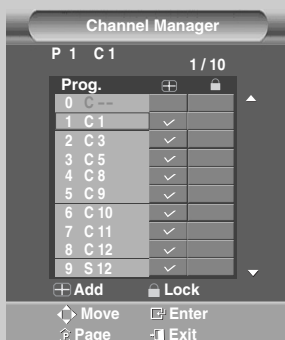 Channel Manager
P 1 C 1
1 / 10
Prog.
0 C --
1 C 1
2 C 3
3 C 5
4 C 8
5 C 9
6 C 10
7 C 11
8 C 12
9 S 12
Add Lock
Move Enter
Page Exit